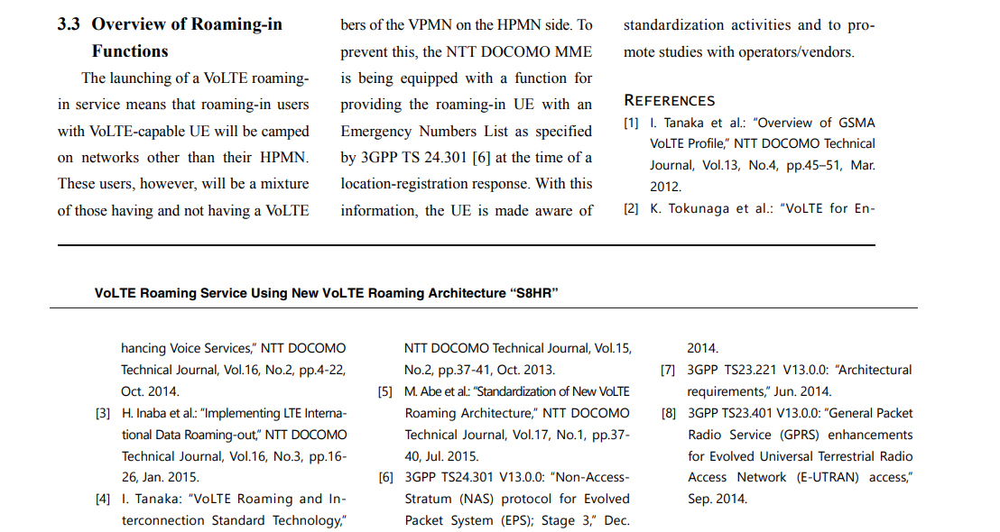 3.3 Overview of Roaming-in
Functions
The launching of a VoLTE roaming-
in service means that roaming-in users
with VoLTE-capable UE will be camped
on networks other than their HPMN.
These users, however, will be a mixture
of those having and not having a VoLTE
bers of the VPMN on the HPMN side. To
prevent this, the NTT DOCOMO MME
is being equipped with a function for
providing the roaming-in UE with an
Emergency Numbers List as specified
by 3GPP TS 24.301 [6] at the time of a
location-registration response. With this
information, the UE is made aware of
standardization activities and to pro-
mote studies with operators/vendors.
REFERENCES
[1] I. Tanaka et al.: “Overview of GSMA
VoLTE Profile,” NTT DOCOMO Technical
Journal, Vol.13, No.4, pp.45–51, Mar.
2012.
[2] K. Tokunaga et al.: “VoLTE for En-
VoLTE Roaming Service Using New VoLTE Roaming Architecture “S8HR”
hancing Voice Services,” NTT DOCOMO
Technical Journal, Vol.16, No.2, pp.4-22,
Oct. 2014.
[3] H. Inaba et al.: “Implementing LTE Interna-
tional Data Roaming-out,” NTT DOCOMO
Technical Journal, Vol.16, No.3, pp.16-
26, Jan. 2015.
[4] I. Tanaka: “VoLTE Roaming and In-
terconnection Standard Technology,”
NTT DOCOMO Technical Journal, Vol.15,
No.2, pp.37-41, Oct. 2013.
[5] M. Abe et al.: “Standardization of New VoLTE
Roaming Architecture,” NTT DOCOMO
Technical Journal, Vol.17, No.1, pp.37-
40, Jul. 2015.
[6] 3GPP TS24.301 V13.0.0: “Non-Access-
Stratum (NAS) protocol for Evolved
Packet System (EPS); Stage 3,” Dec.
2014.
[7] 3GPP TS23.221 V13.0.0: “Architectural
requirements,” Jun. 2014.
[8] 3GPP TS23.401 V13.0.0: “General Packet
Radio Service (GPRS) enhancements
for Evolved Universal Terrestrial Radio
Access Network (E-UTRAN) access,”
Sep. 2014.